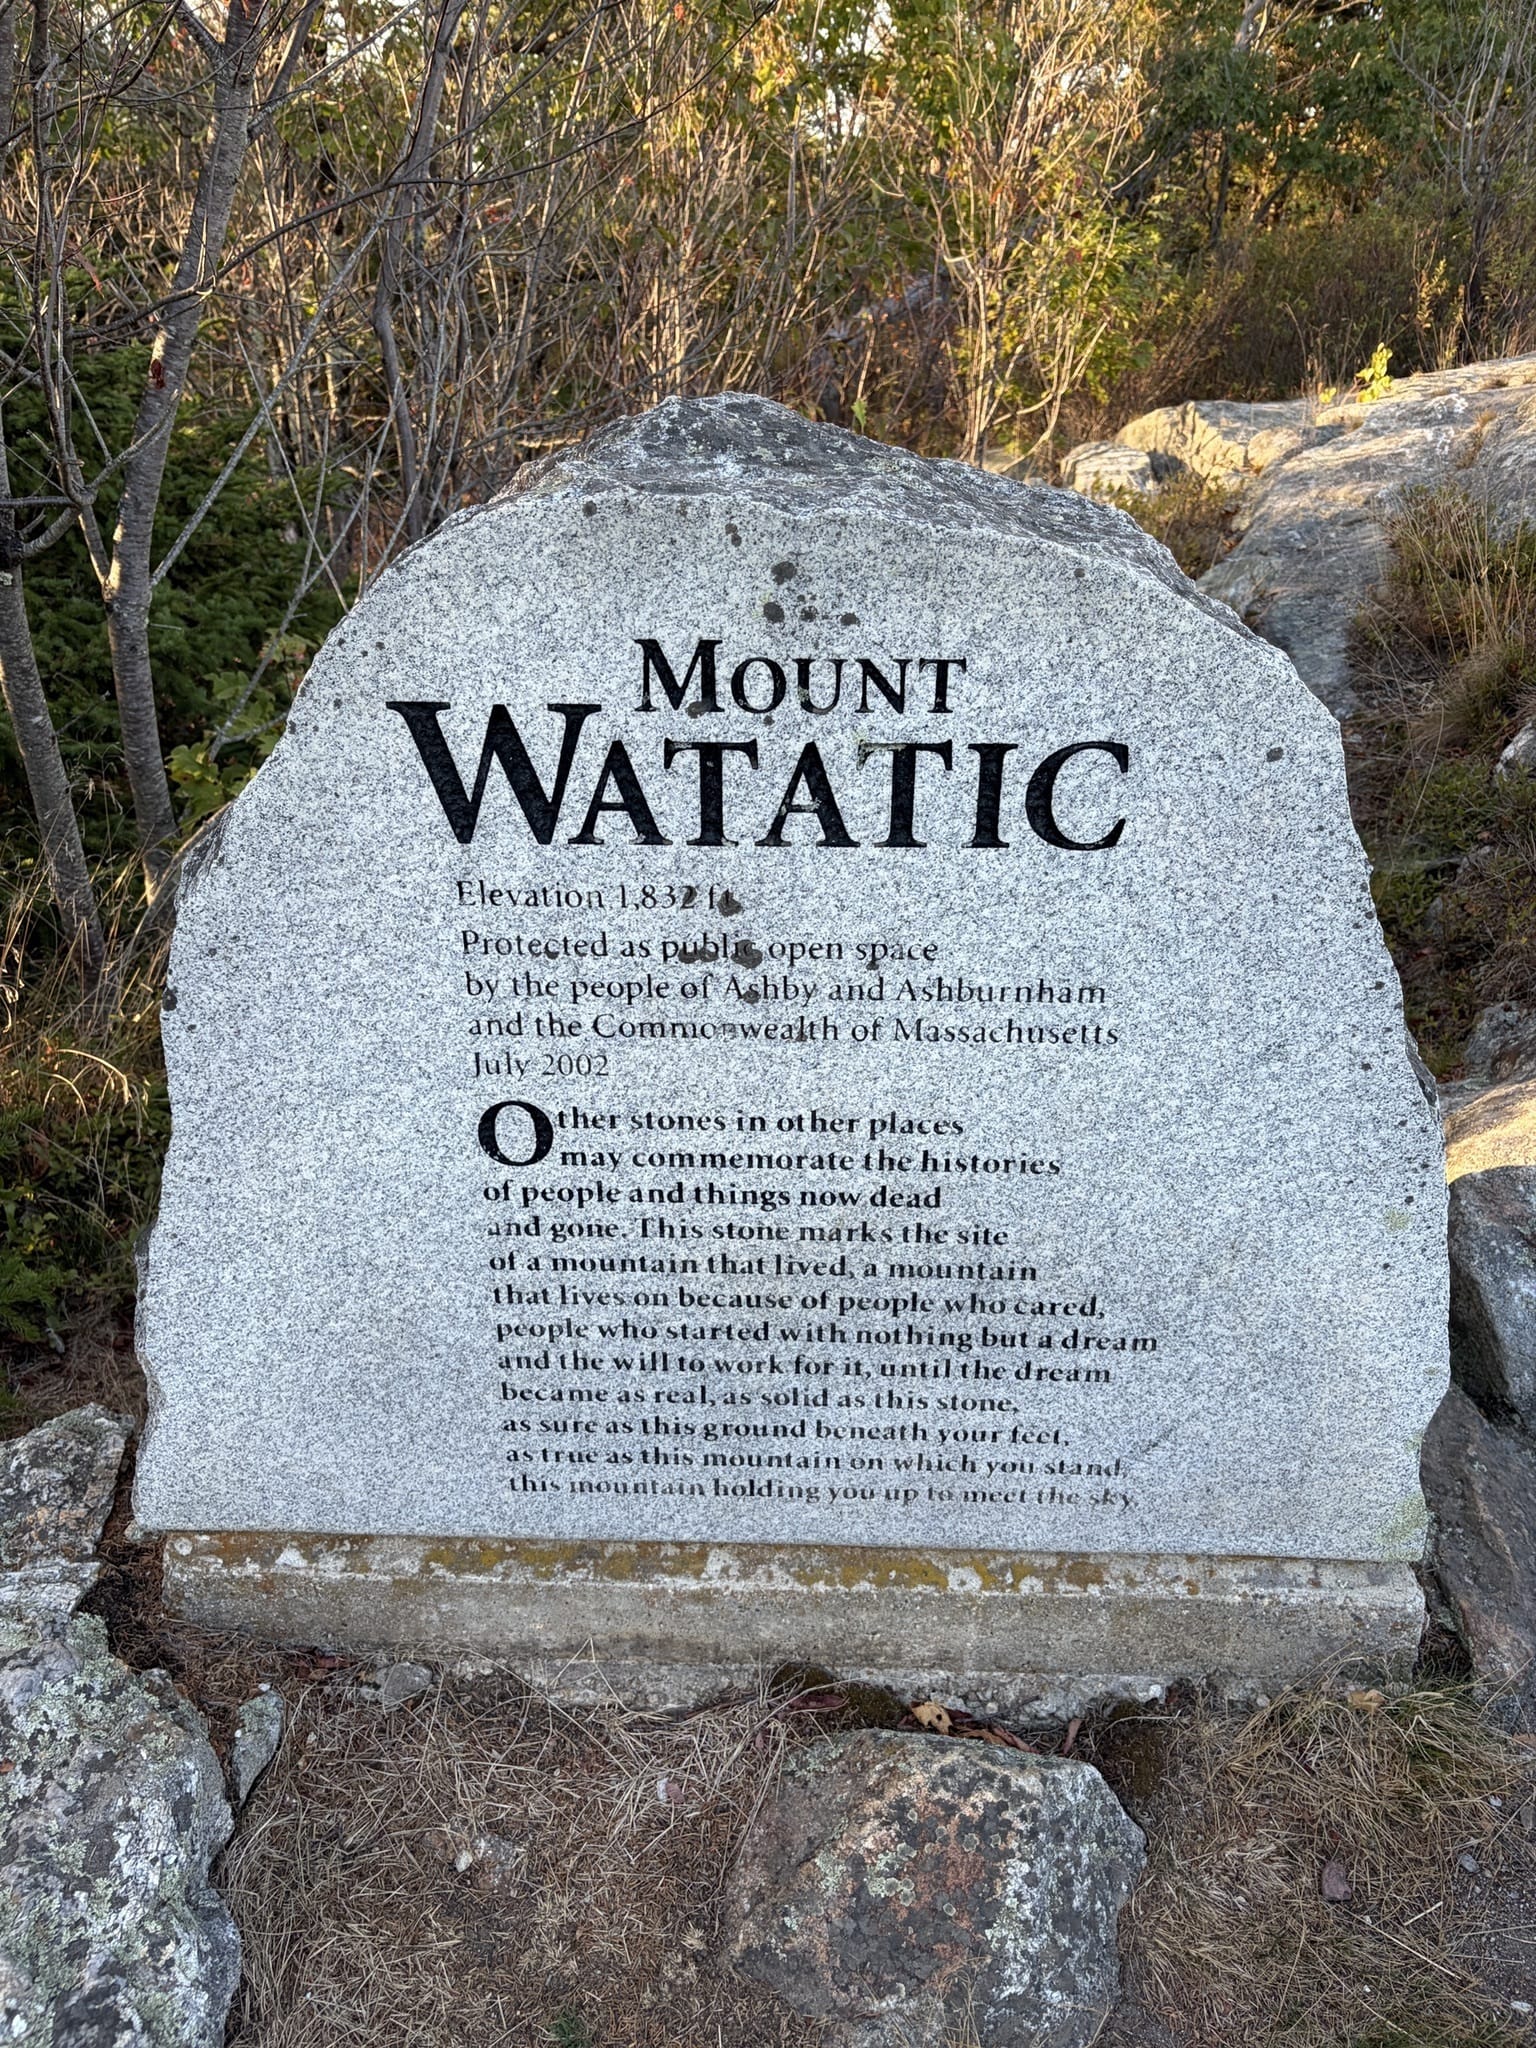 MOUNT
WATATIC
Elevation 1,832 ft.
Protected as public open space
by the people of Ashby and Ashburnham
and the Commonwealth of Massachusetts
July 2002
Other stones in other places
may commemorate the histories
of people and things now dead
and gone. This stone marks the site
of a mountain that lived, a mountain
that lives on because of people who cared,
people who started with nothing but a dream
and the will to work for it, until the dream
became as real, as solid as this stone,
as sure as this ground beneath your feet,
as true as this mountain on which you stand,
this mountain holding you up to meet the sky.